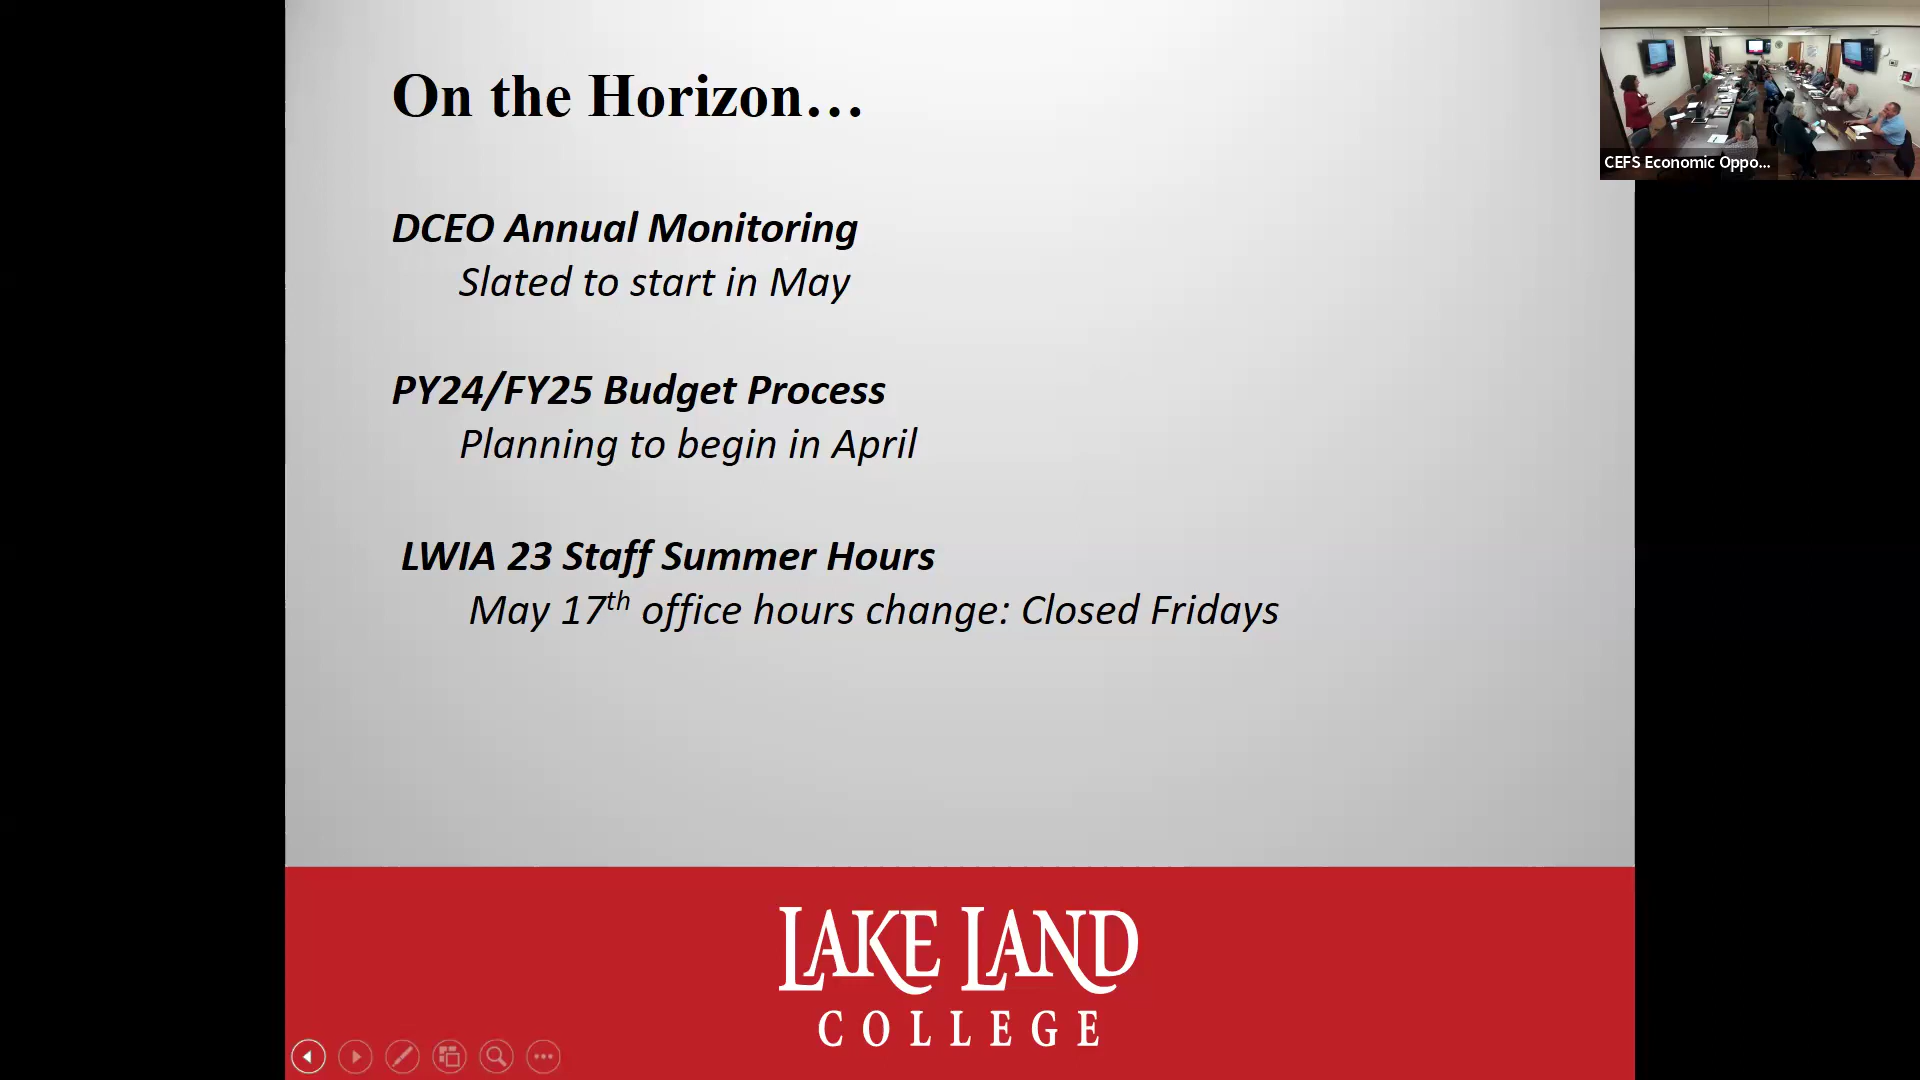 On the Horizon…
DCEO Annual Monitoring
Slated to start in May
PY24/FY25 Budget Process
Planning to begin in April
LWIA 23 Staff Summer Hours
May 17th office hours change: Closed Fridays
LAKE LAND
COLLEGE
CEFS Economic Oppo...